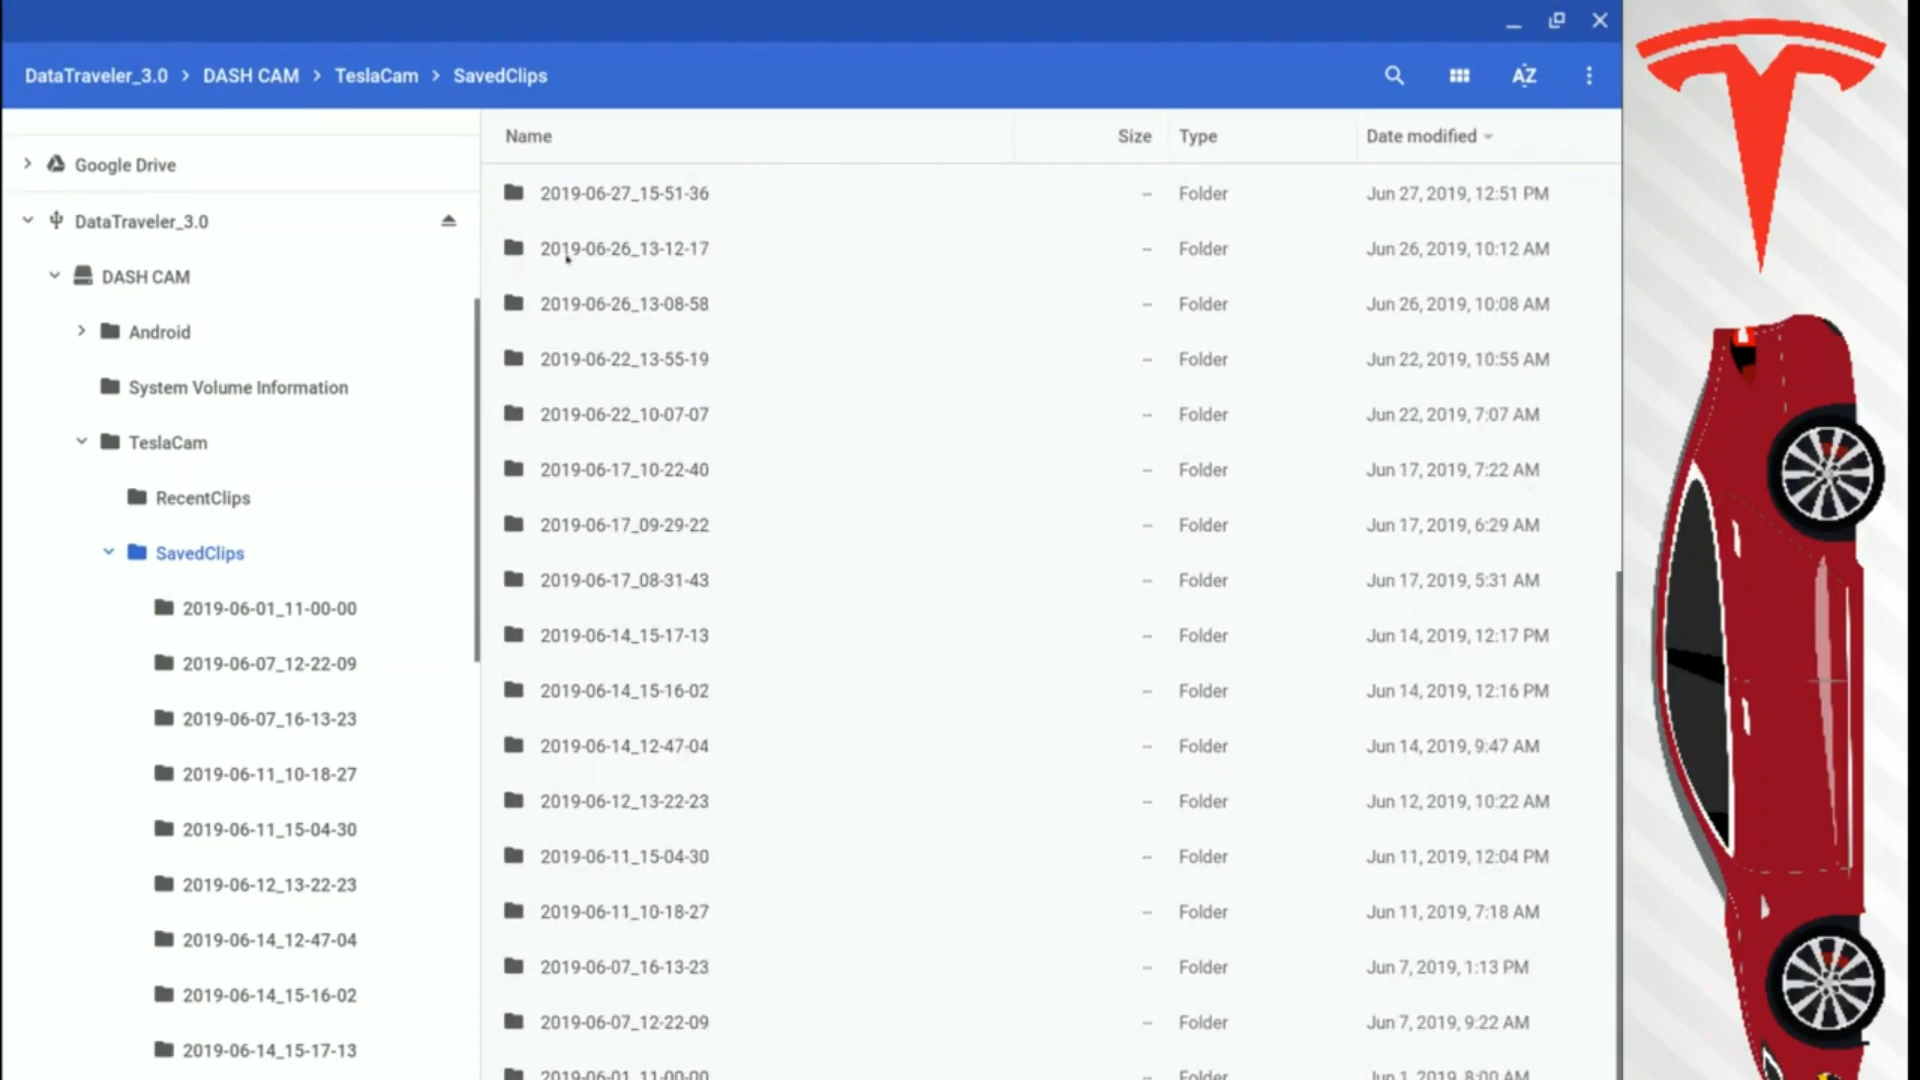 DataTraveler_3.0 > DASH CAM > TeslaCam > SavedClips
AZ
Google Drive
DataTraveler_3.0
DASH CAM
Android
System Volume Information
TeslaCam
RecentClips
SavedClips
2019-06-01_11-00-00
2019-06-07_12-22-09
2019-06-07_16-13-23
2019-06-11_10-18-27
2019-06-11_15-04-30
2019-06-12_13-22-23
2019-06-14_12-47-04
2019-06-14_15-16-02
2019-06-14_15-17-13
Name Size Type Date modified
2019-06-27_15-51-36 -- Folder Jun 27, 2019, 12:51 PM
2019-06-26_13-12-17 -- Folder Jun 26, 2019, 10:12 AM
2019-06-26_13-08-58 -- Folder Jun 26, 2019, 10:08 AM
2019-06-22_13-55-19 -- Folder Jun 22, 2019, 10:55 AM
2019-06-22_10-07-07 -- Folder Jun 22, 2019, 7:07 AM
2019-06-17_10-22-40 -- Folder Jun 17, 2019, 7:22 AM
2019-06-17_09-29-22 -- Folder Jun 17, 2019, 6:29 AM
2019-06-17_08-31-43 -- Folder Jun 17, 2019, 5:31 AM
2019-06-14_15-17-13 -- Folder Jun 14, 2019, 12:17 PM
2019-06-14_15-16-02 -- Folder Jun 14, 2019, 12:16 PM
2019-06-14_12-47-04 -- Folder Jun 14, 2019, 9:47 AM
2019-06-12_13-22-23 -- Folder Jun 12, 2019, 10:22 AM
2019-06-11_15-04-30 -- Folder Jun 11, 2019, 12:04 PM
2019-06-11_10-18-27 -- Folder Jun 11, 2019, 7:18 AM
2019-06-07_16-13-23 -- Folder Jun 7, 2019, 1:13 PM
2019-06-07_12-22-09 -- Folder Jun 7, 2019, 9:22 AM
2019-06-01_11-00-00 -- Folder Jun 1, 2019, 8:00 AM